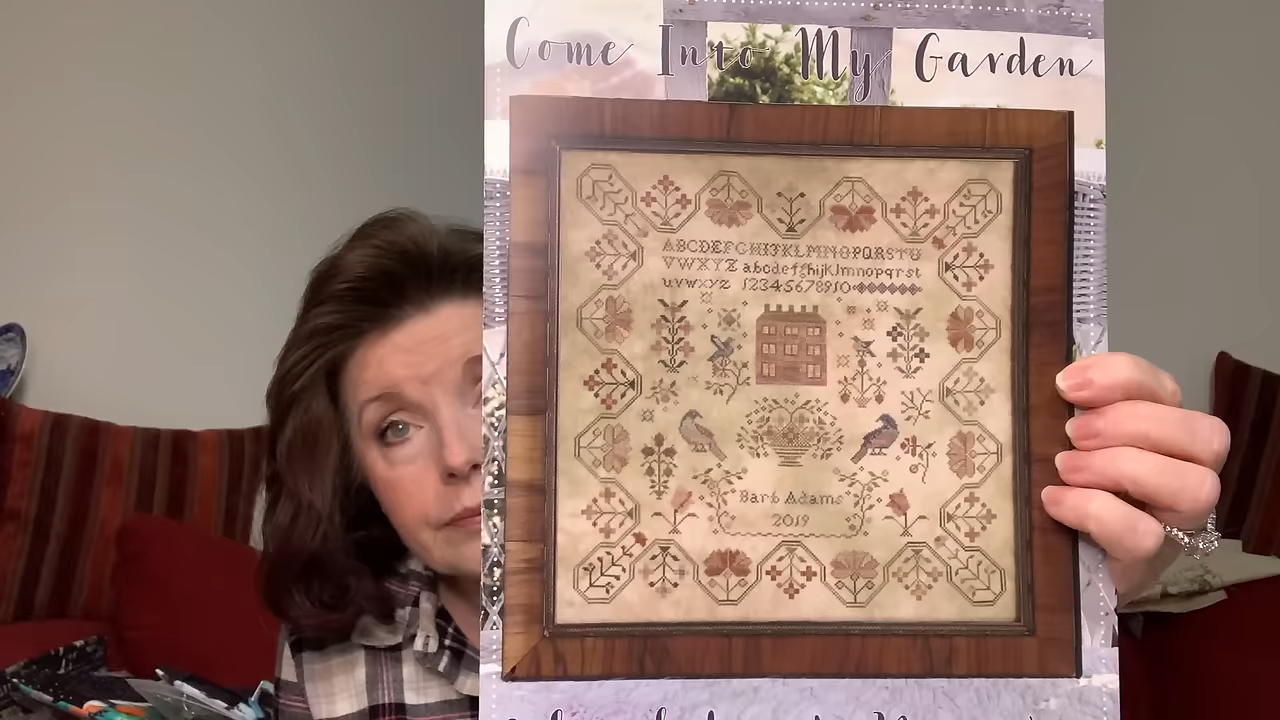 Come Into My Garden
ABCDEFGHIJKLMNOPQRSTU
VWXYZ abcdefghijklmnopqrst
uvwxyz 12345678910
Barb Adams
2019